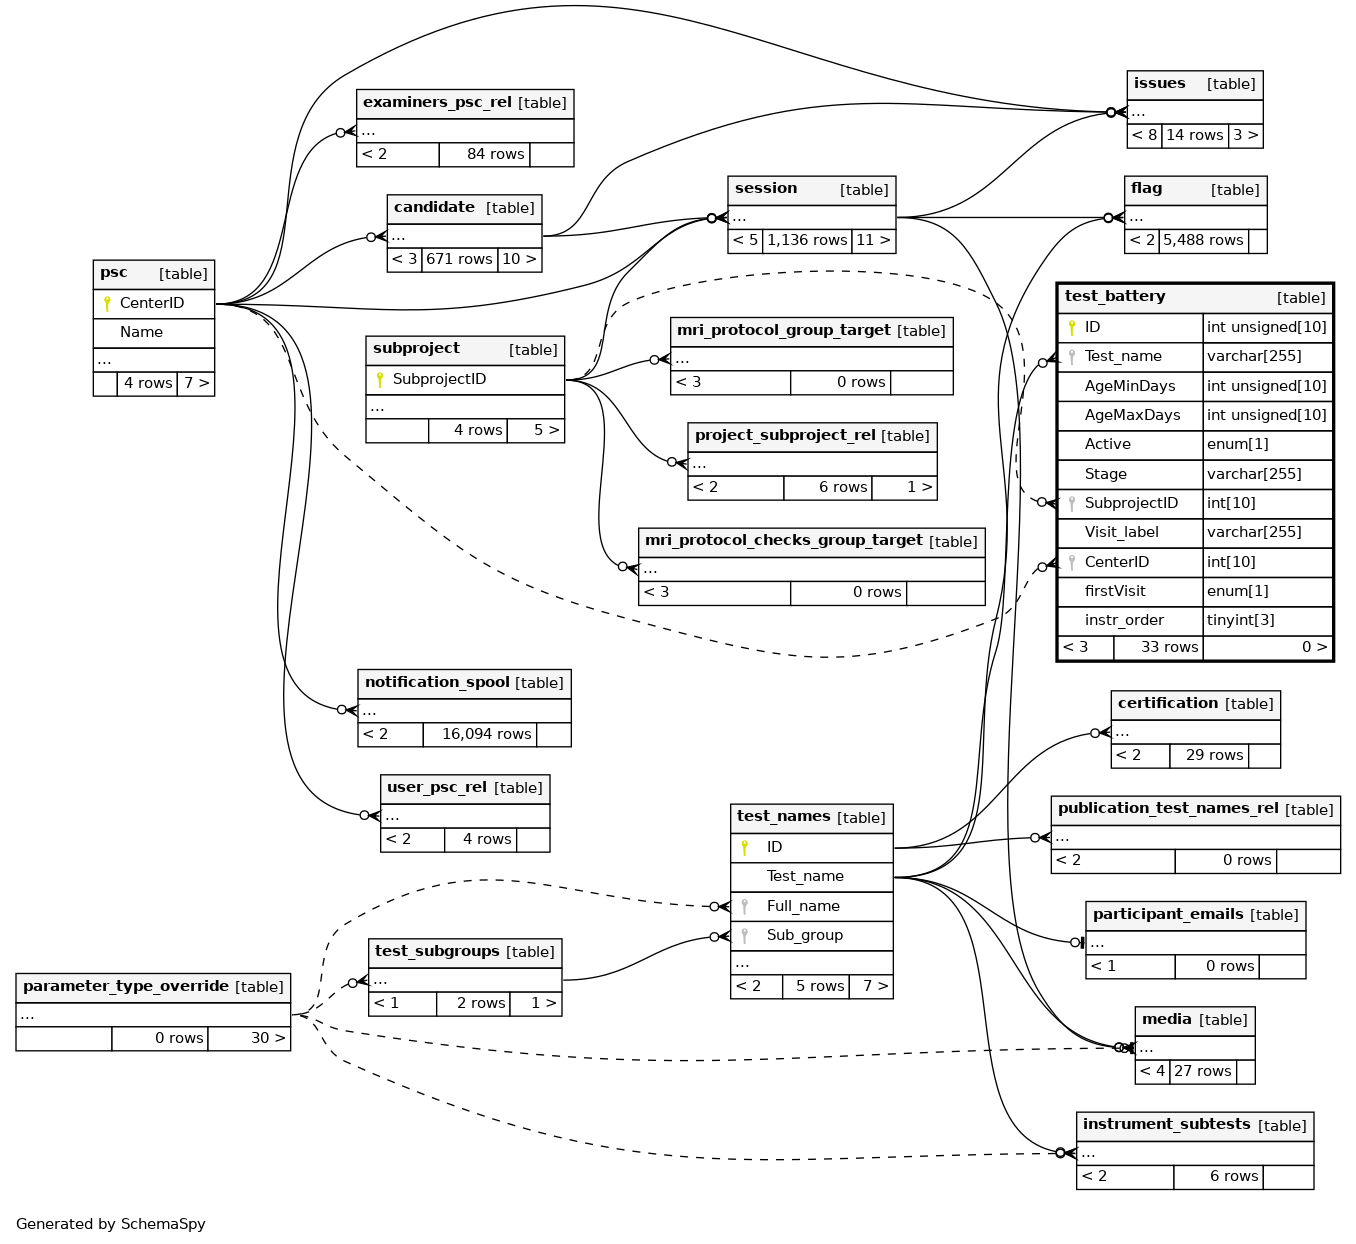 issues [table]
...
< 8 14 rows 3 >
examiners_psc_rel [table]
...
< 2 84 rows
session [table]
...
< 5 1,136 rows 11 >
flag [table]
...
< 2 5,488 rows
candidate [table]
...
< 3 671 rows 10 >
psc [table]
CenterID
Name
...
4 rows 7 >
test_battery [table]
ID int unsigned[10]
Test_name varchar[255]
AgeMinDays int unsigned[10]
AgeMaxDays int unsigned[10]
Active enum[1]
Stage varchar[255]
SubprojectID int[10]
Visit_label varchar[255]
CenterID int[10]
firstVisit enum[1]
instr_order tinyint[3]
< 3 33 rows 0 >
mri_protocol_group_target [table]
...
< 3 0 rows
subproject [table]
SubprojectID
...
4 rows 5 >
project_subproject_rel [table]
...
< 2 6 rows 1 >
mri_protocol_checks_group_target [table]
...
< 3 0 rows
notification_spool [table]
...
< 2 16,094 rows
certification [table]
...
< 2 29 rows
user_psc_rel [table]
...
< 2 4 rows
publication_test_names_rel [table]
...
< 2 0 rows
test_names [table]
ID
Test_name
Full_name
Sub_group
...
< 2 5 rows 7 >
participant_emails [table]
...
< 1 0 rows
test_subgroups [table]
...
< 1 2 rows 1 >
parameter_type_override [table]
...
0 rows 30 >
media [table]
...
< 4 27 rows
instrument_subtests [table]
...
< 2 6 rows
Generated by SchemaSpy